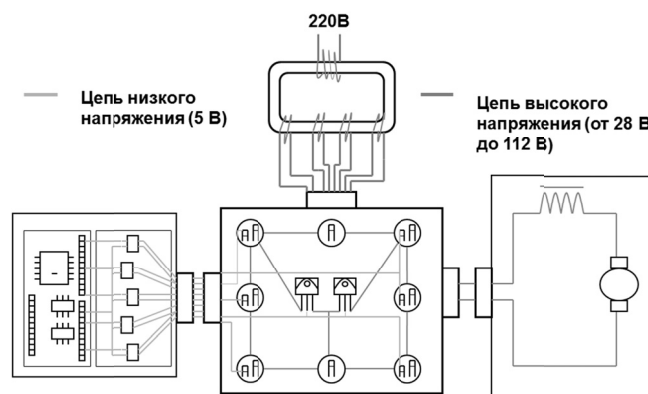 220В
Цепь низкого
напряжения (5 В)
Цепь высокого
напряжения (от 28 В
до 112 В)